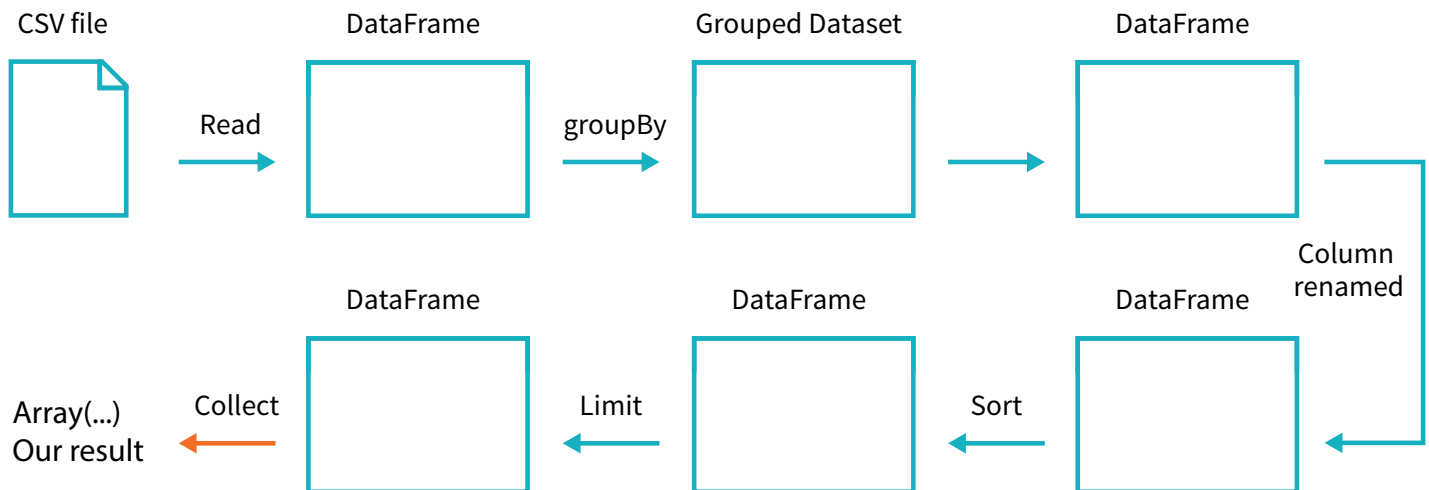 CSV file
DataFrame
Grouped Dataset
DataFrame
Read
groupBy
Column
renamed
DataFrame
DataFrame
DataFrame
Array(...)
Our result
Collect
Limit
Sort